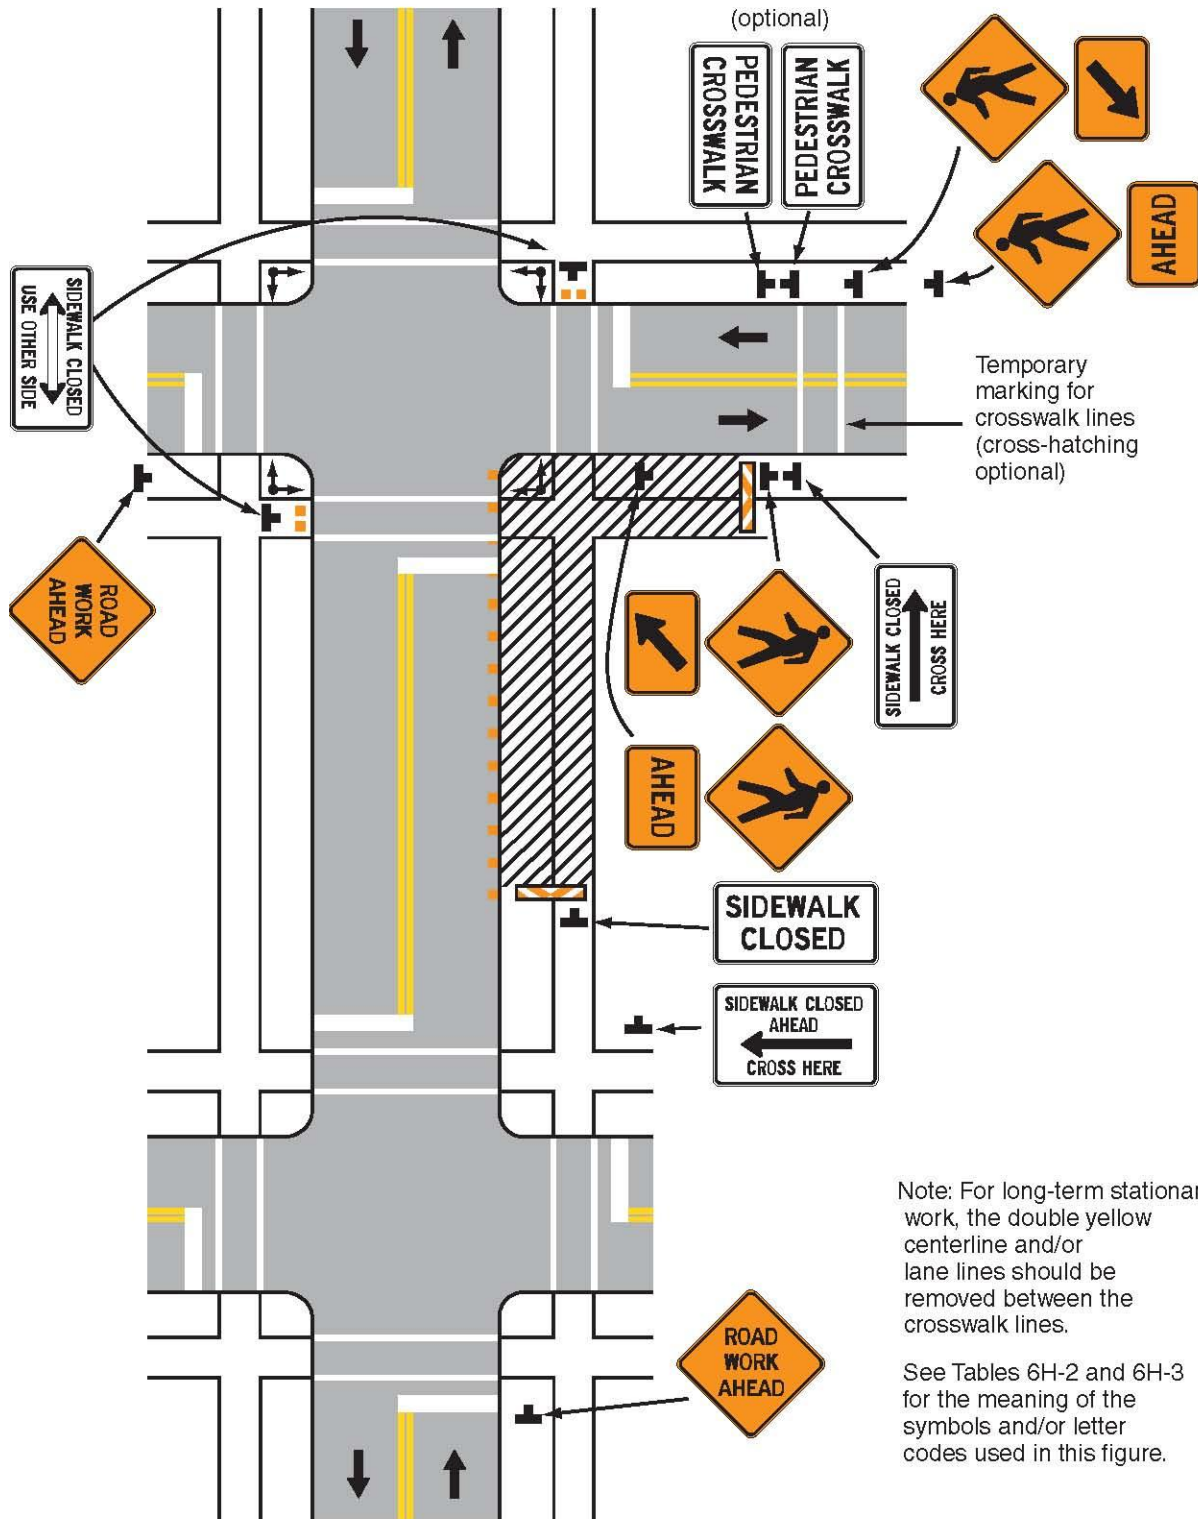 (optional)
PEDESTRIAN
CROSSWALK
PEDESTRIAN
CROSSWALK
AHEAD
SIDEWALK CLOSED
USE OTHER SIDE
Temporary
marking for
crosswalk lines
(cross-hatching
optional)
ROAD
WORK
AHEAD
SIDEWALK CLOSED
CROSS HERE
AHEAD
SIDEWALK
CLOSED
SIDEWALK CLOSED
AHEAD
CROSS HERE
Note: For long-term stationar
work, the double yellow
centerline and/or
lane lines should be
removed between the
crosswalk lines.
ROAD
WORK
AHEAD
See Tables 6H-2 and 6H-3
for the meaning of the
symbols and/or letter
codes used in this figure.